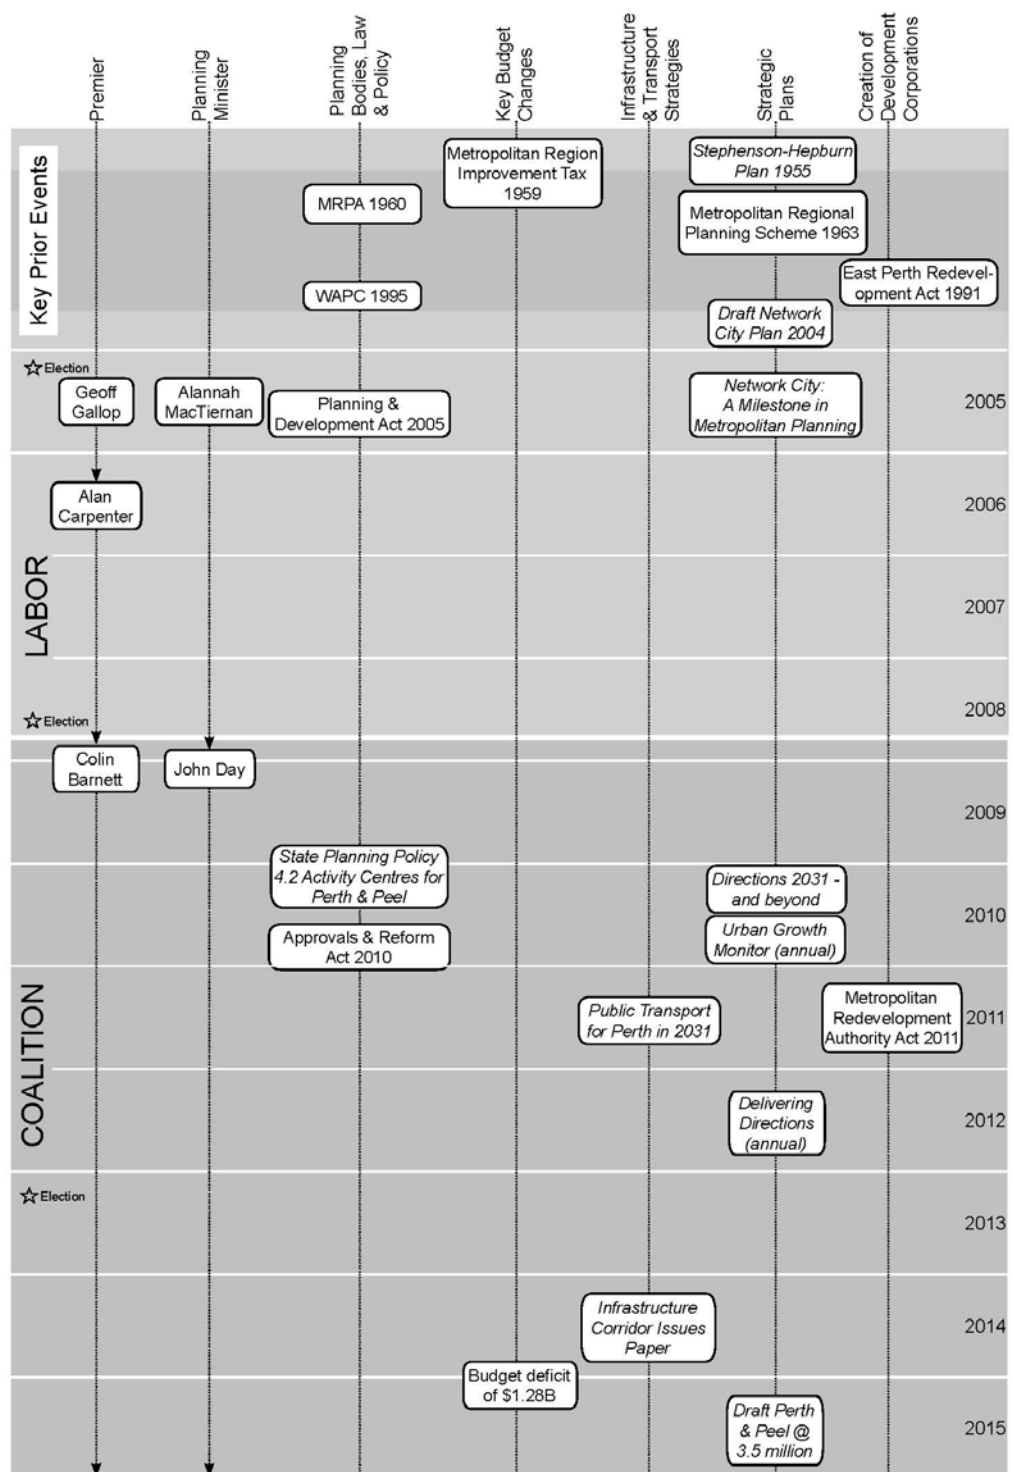 Premier
Planning
Minister
Planning
Bodies, Law
& Policy
Key Budget
Changes
Infrastructure
& Transport
Strategies
Strategic
Plans
Creation of
Development
Corporations
Key Prior Events
Metropolitan Region
Improvement Tax
1959
Stephenson-Hepburn
Plan 1955
MRPA 1960
Metropolitan Regional
Planning Scheme 1963
East Perth Redevel-
opment Act 1991
WAPC 1995
Draft Network
City Plan 2004
Election
Geoff
Gallop
Alannah
MacTiernan
Planning &
Development Act 2005
Network City:
A Milestone in
Metropolitan Planning
2005
LABOR
Alan
Carpenter
2006
2007
2008
Election
Colin
Barnett
John Day
2009
COALITION
State Planning Policy
4.2 Activity Centres for
Perth & Peel
Directions 2031 -
and beyond
2010
Approvals & Reform
Act 2010
Urban Growth
Monitor (annual)
Public Transport
for Perth in 2031
Metropolitan
Redevelopment
Authority Act 2011
2011
Delivering
Directions
(annual)
2012
Election
2013
Infrastructure
Corridor Issues
Paper
2014
Budget deficit
of $1.28B
Draft Perth
& Peel @
3.5 million
2015